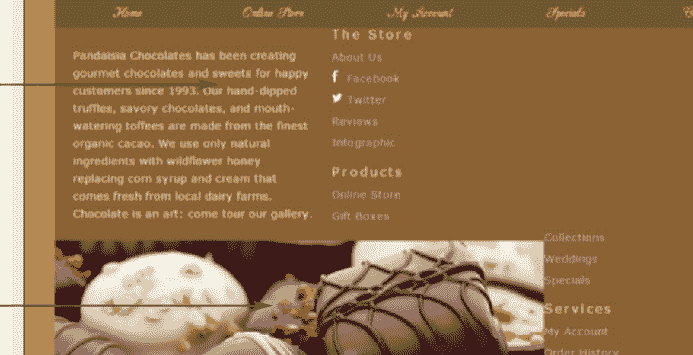 Home Online Store My Account Specials
Pandaisia Chocolates has been creating
gourmet chocolates and sweets for happy
customers since 1993. Our hand-dipped
truffles, savory chocolates, and mouth-
watering toffees are made from the finest
organic cacao. We use only natural
ingredients with wildflower honey
replacing corn syrup and cream that
comes fresh from local dairy farms.
Chocolate is an art: come tour our gallery.
The Store
About Us
Facebook
Twitter
Reviews
Infographic
Products
Online Store
Gift Boxes
Collections
Weddings
Specials
Services
My Account
Order History